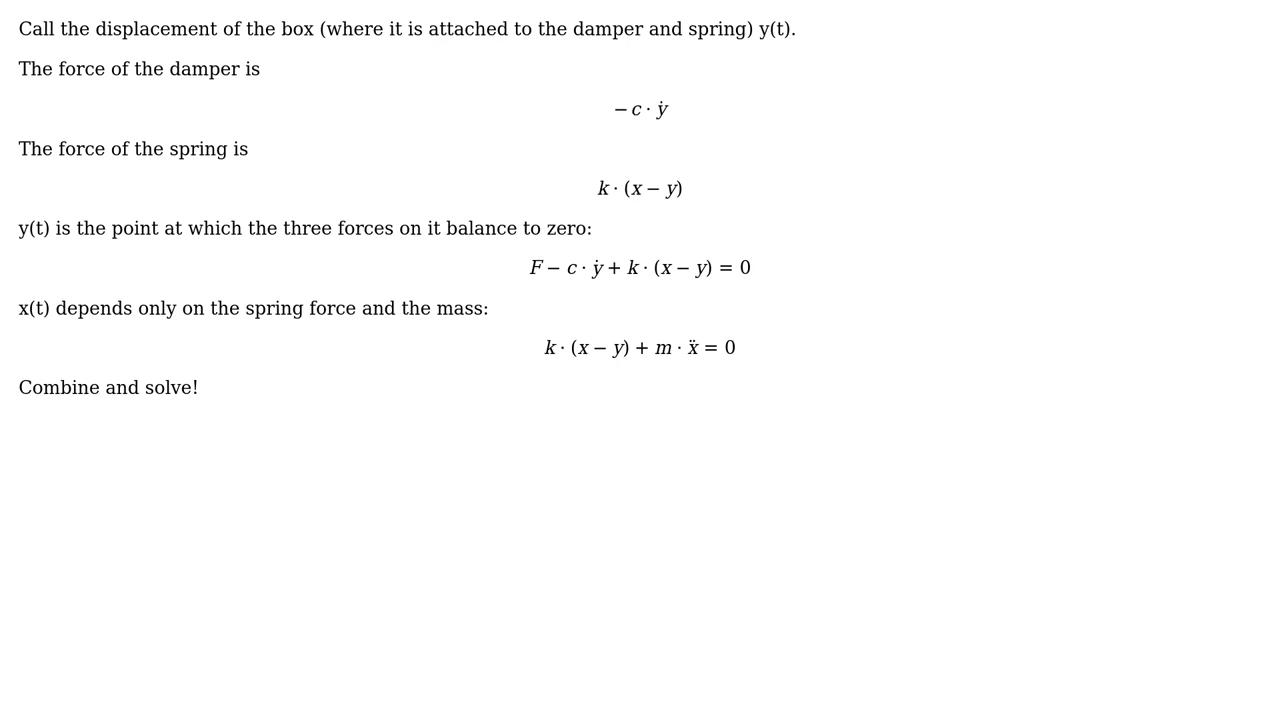 Call the displacement of the box (where it is attached to the damper and spring) y(t).
The force of the damper is
− c · ẏ
The force of the spring is
k · (x − y)
y(t) is the point at which the three forces on it balance to zero:
F − c · ẏ + k · (x − y) = 0
x(t) depends only on the spring force and the mass:
k · (x − y) + m · ẍ = 0
Combine and solve!